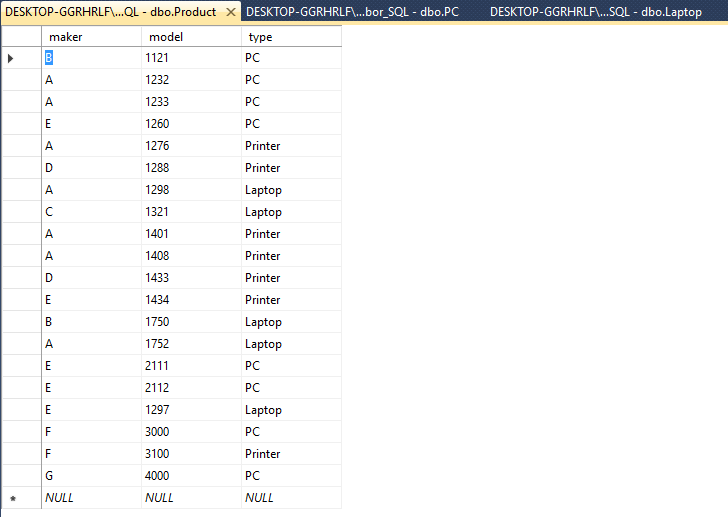 DESKTOP-GGRHRLF\...QL - dbo.Product DESKTOP-GGRHRLF\...bor_SQL - dbo.PC DESKTOP-GGRHRLF\...SQL - dbo.Laptop
maker model type
B 1121 PC
A 1232 PC
A 1233 PC
E 1260 PC
A 1276 Printer
D 1288 Printer
A 1298 Laptop
C 1321 Laptop
A 1401 Printer
A 1408 Printer
D 1433 Printer
E 1434 Printer
B 1750 Laptop
A 1752 Laptop
E 2111 PC
E 2112 PC
E 1297 Laptop
F 3000 PC
F 3100 Printer
G 4000 PC
NULL NULL NULL